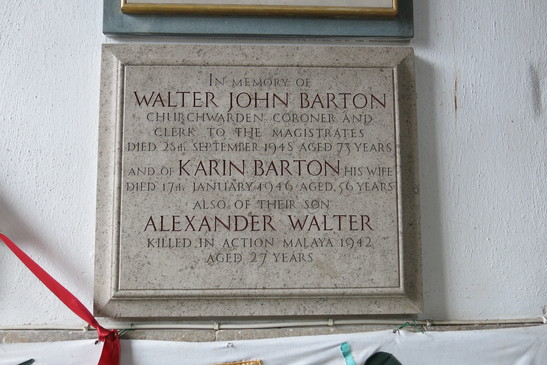 IN MEMORY OF
WALTER JOHN BARTON
CHURCHWARDEN CORONER AND
CLERK TO THE MAGISTRATES
DIED 28th. SEPTEMBER 1948 AGED 73 YEARS
AND OF KARIN BARTON HIS WIFE
DIED 17th. JANUARY 1946 AGED, 56 YEARS
ALSO OF THEIR SON
ALEXANDER WALTER
KILLED IN ACTION MALAYA 1942
AGED 27 YEARS